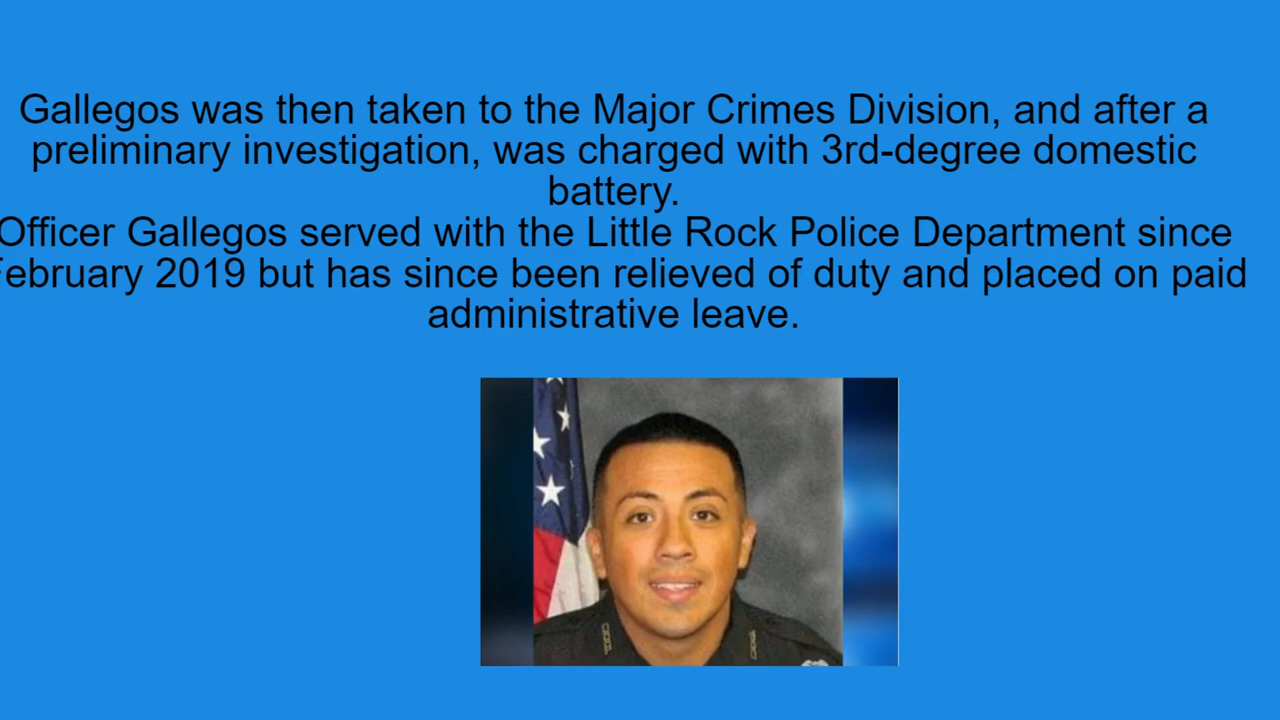 Gallegos was then taken to the Major Crimes Division, and after a
preliminary investigation, was charged with 3rd-degree domestic
battery.
Officer Gallegos served with the Little Rock Police Department since
February 2019 but has since been relieved of duty and placed on paid
administrative leave.